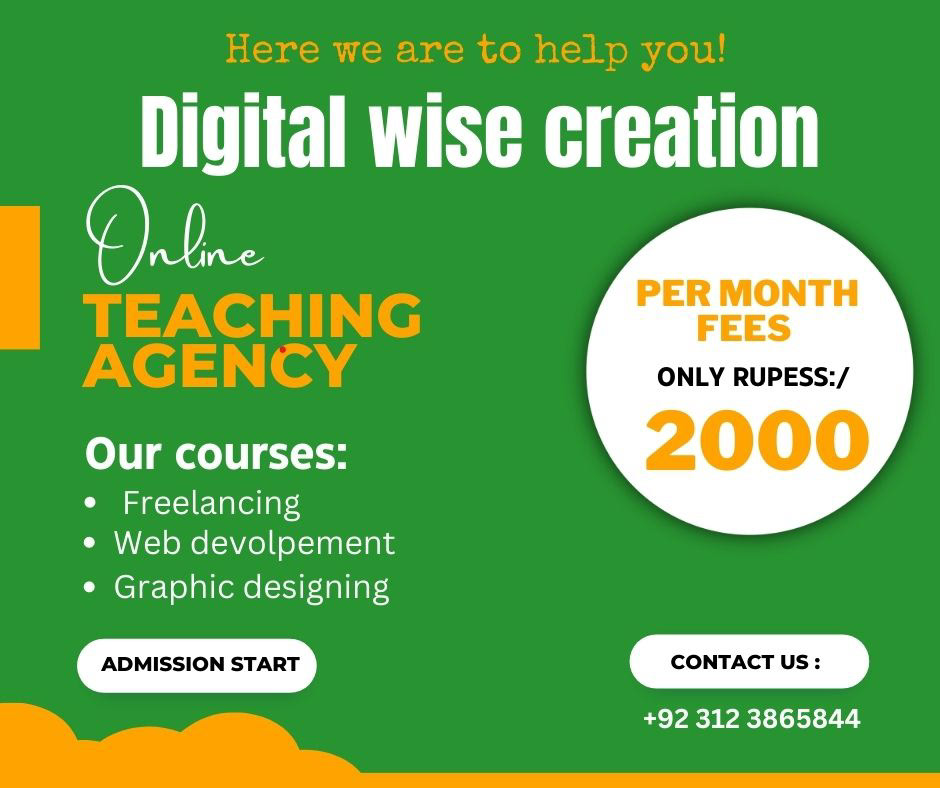 Here we are to help you!
Digital wise creation
Online
TEACHING
AGENCY
Our courses:
• Freelancing
• Web devolpement
• Graphic designing
ADMISSION START
PER MONTH
FEES
ONLY RUPESS:/
2000
CONTACT US :
+92 312 3865844